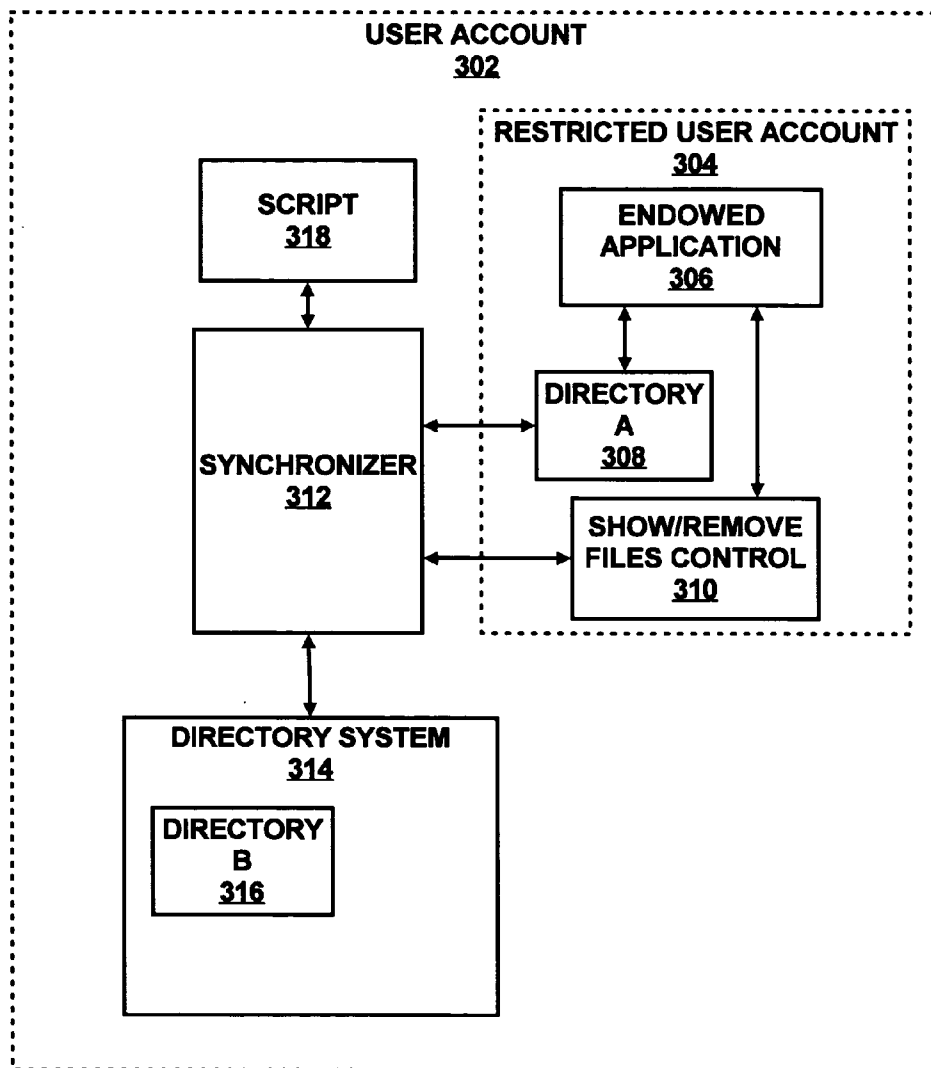 USER ACCOUNT
302
RESTRICTED USER ACCOUNT
304
SCRIPT
318
ENDOWED
APPLICATION
306
DIRECTORY
A
308
SYNCHRONIZER
312
SHOW/REMOVE
FILES CONTROL
310
DIRECTORY SYSTEM
314
DIRECTORY
B
316